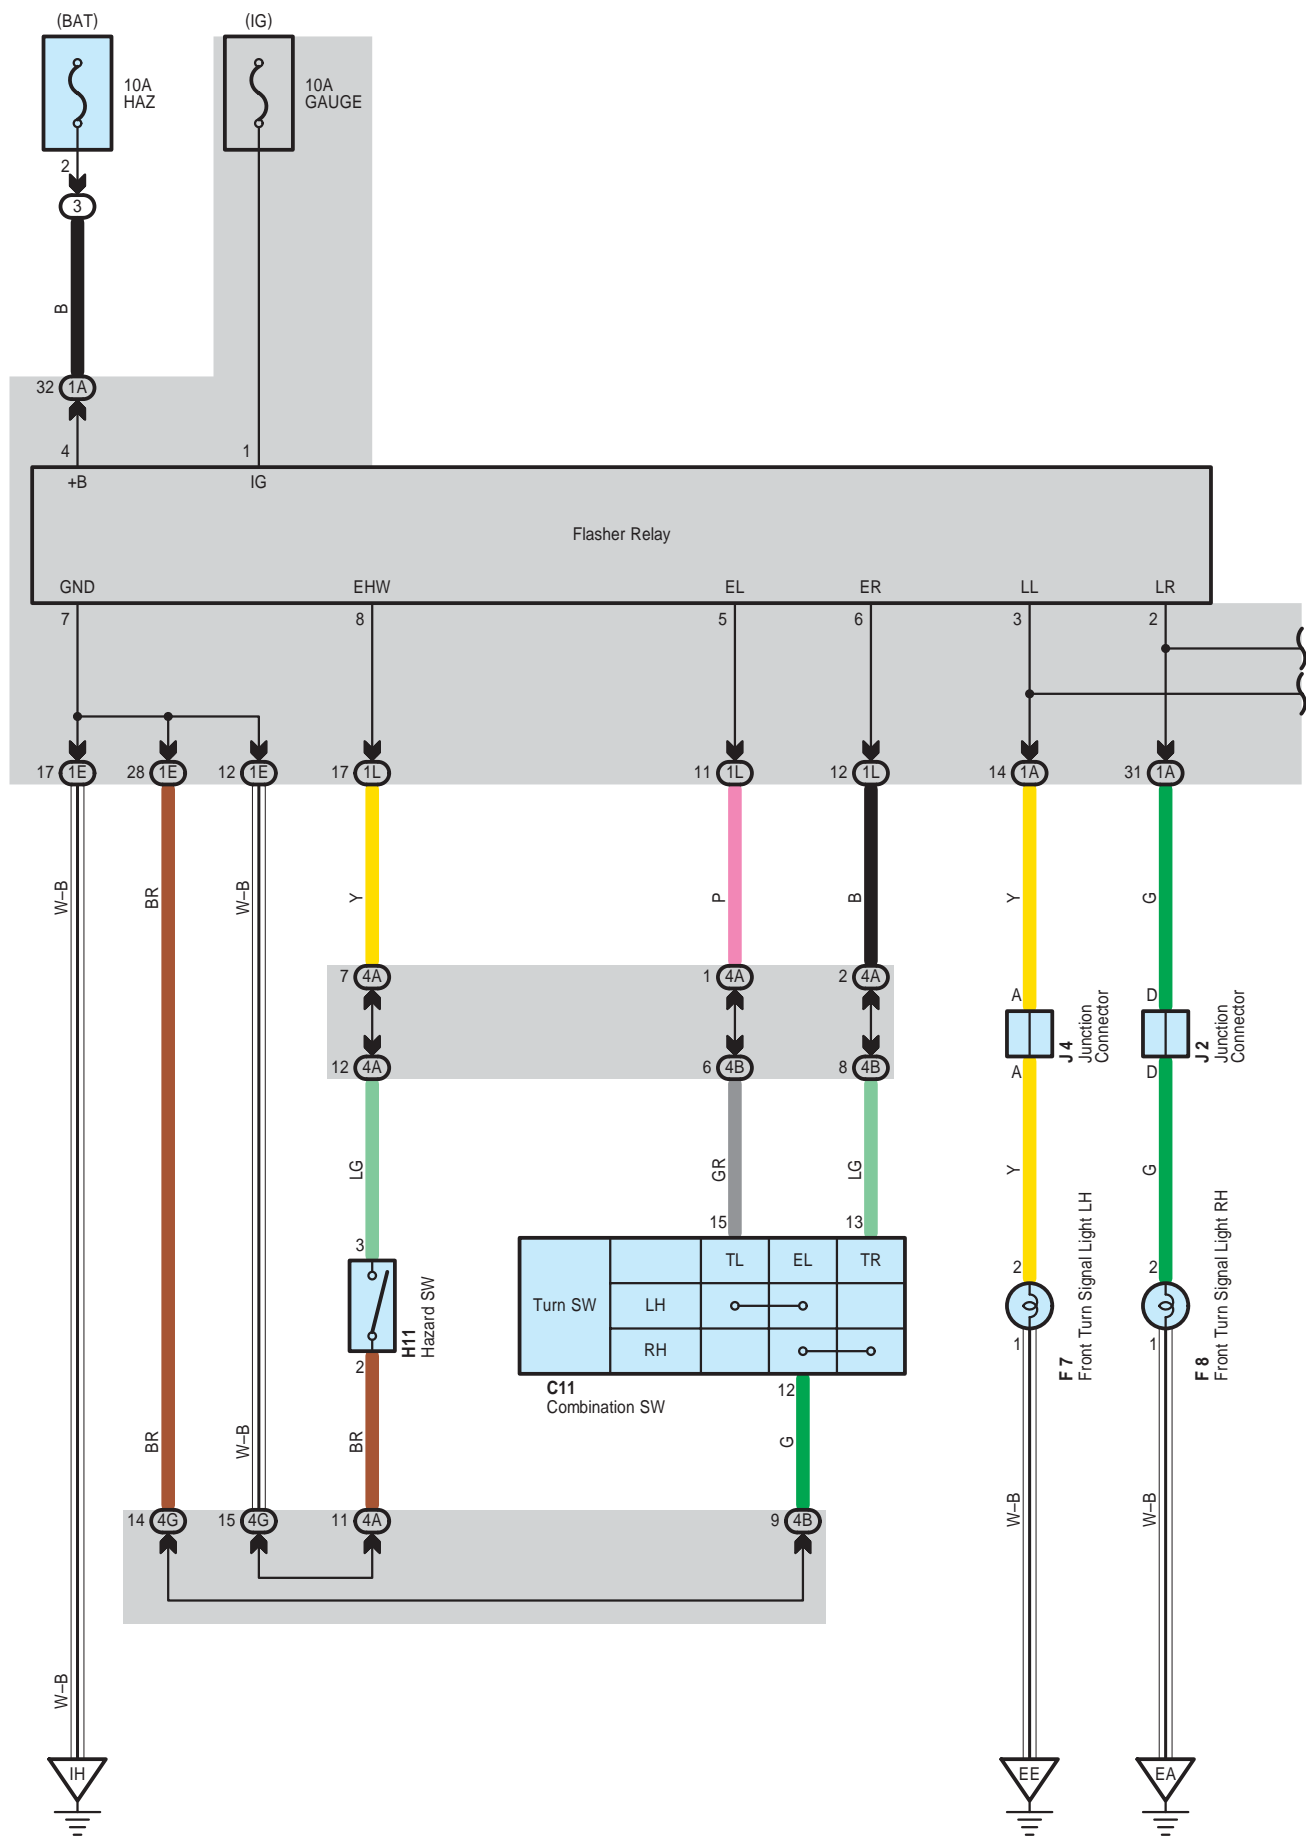 (BAT)
(IG)
10A
HAZ
10A
GAUGE
2
3
B
32 1A
4
1
+B
IG
Flasher Relay
GND
EHW
EL
ER
LL
LR
7
8
5
6
3
2
17 1E
28 1E
12 1E
17 1L
11 1L
12 1L
14 1A
31 1A
W–B
BR
W–B
Y
P
B
Y
G
7 4A
1 4A
2 4A
A
D
J 4
Junction
Connector
J 2
Junction
Connector
12 4A
6 4B
8 4B
A
D
LG
GR
LG
Y
G
15
13
3
2
2
TL
EL
TR
Turn SW
LH
RH
H11
Hazard SW
2
1
1
F 7
Front Turn Signal Light LH
F 8
Front Turn Signal Light RH
C11
Combination SW
12
BR
W–B
BR
G
W–B
W–B
14 4G
15 4G
11 4A
9 4B
W–B
IH
EE
EA